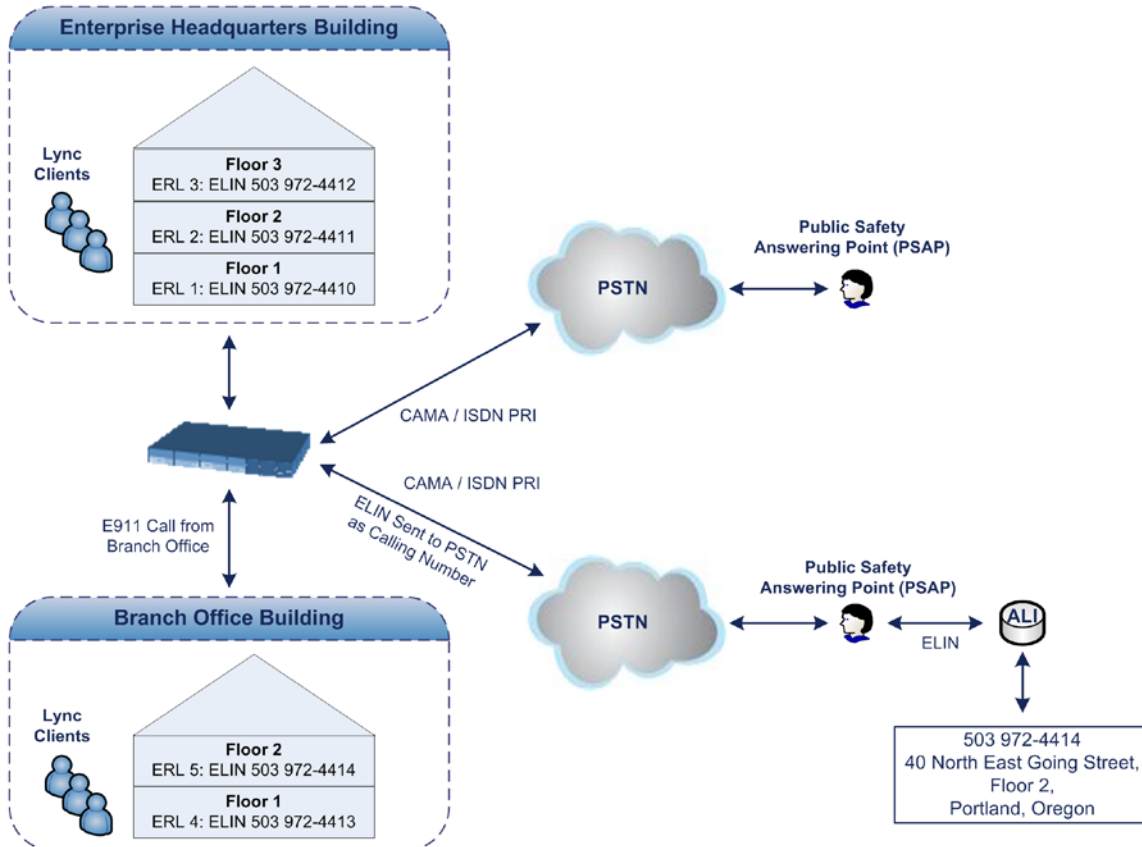 Enterprise Headquarters Building
Lync
Clients
Floor 3
ERL 3: ELIN 503 972-4412
Floor 2
ERL 2: ELIN 503 972-4411
Floor 1
ERL 1: ELIN 503 972-4410
PSTN
Public Safety
Answering Point (PSAP)
CAMA / ISDN PRI
CAMA / ISDN PRI
ELIN Sent to PSTN
as Calling Number
E911 Call from
Branch Office
PSTN
Public Safety
Answering Point (PSAP)
ELIN
ALI
503 972-4414
40 North East Going Street,
Floor 2,
Portland, Oregon
Branch Office Building
Lync
Clients
Floor 2
ERL 5: ELIN 503 972-4414
Floor 1
ERL 4: ELIN 503 972-4413